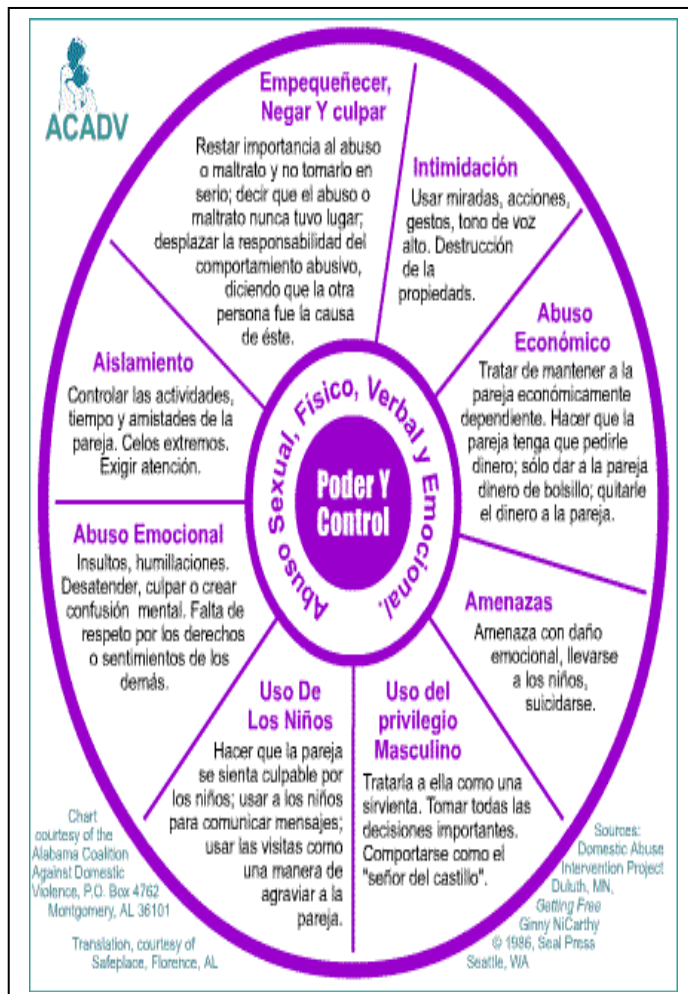 ACADV
Empequeñecer,
Negar Y culpar
Restar importancia al abuso
o maltrato y no tomarlo en
serio; decir que el abuso o
maltrato nunca tuvo lugar;
desplazar la responsabilidad del
comportamiento abusivo,
diciendo que la otra
persona fue la causa
de éste.
Intimidación
Usar miradas, acciones,
gestos, tono de voz
alto. Destrucción
de la
propiedads.
Abuso
Económico
Tratar de mantener a la
pareja económicamente
dependiente. Hacer que la
pareja tenga que pedirle
dinero; sólo dar a la pareja
dinero de bolsillo; quitarle
el dinero a la pareja.
Amenazas
Amenaza con daño
emocional, llevarse
a los niños,
suicidarse.
Uso del
privilegio
Masculino
Tratarla a ella como una
sirvienta. Tomar todas las
decisiones importantes.
Comportarse como el
"señor del castillo".
Uso De
Los Niños
Hacer que la pareja
se sienta culpable por
los niños; usar a los niños
para comunicar mensajes;
usar las visitas como
una manera de
agraviar a la
pareja.
Abuso Emocional
Insultos, humillaciones.
Desatender, culpar o crear
confusión mental. Falta de
respeto por los derechos
o sentimientos de los
demás.
Aislamiento
Controlar las actividades,
tiempo y amistades de la
pareja. Celos extremos.
Exigir atención.
Abuso Sexual, Físico, Verbal y Emocional.
Poder Y
Control
Chart
courtesy of the
Alabama Coalition
Against Domestic
Violence, P.O. Box 4762
Montgomery, AL 36101
Translation, courtesy of
Safeplace, Florence, AL
Sources:
Domestic Abuse
Intervention Project
Duluth, MN,
Getting Free
Ginny NiCarthy
© 1986, Seal Press
Seattle, WA